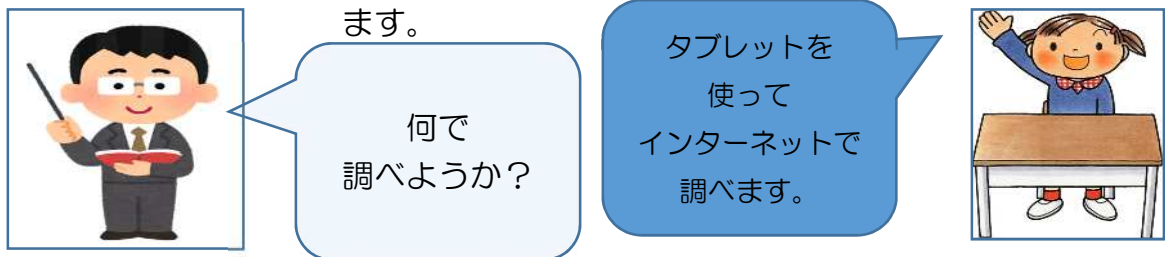 ます。
何で
調べようか？
タブレットを
使って
インターネットで
調べます。